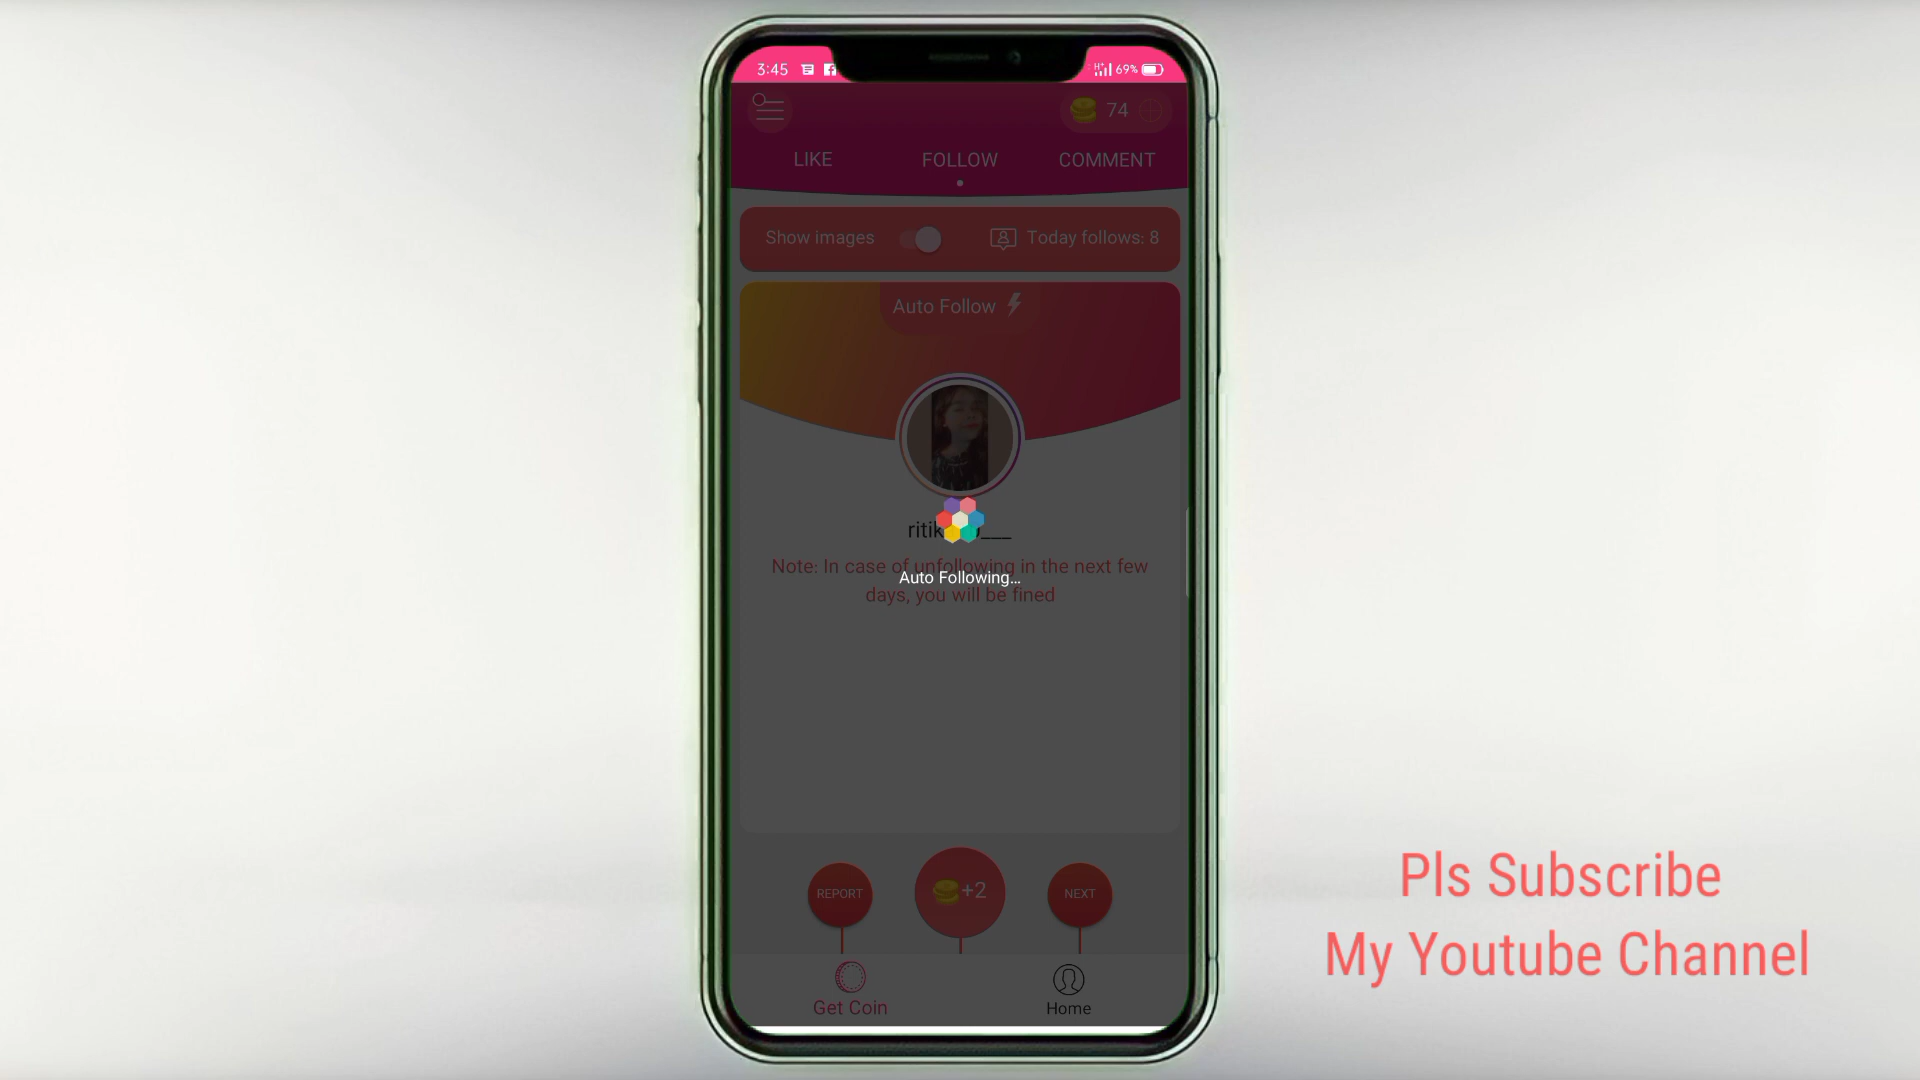 3:45
69%
74
LIKE FOLLOW COMMENT
Show images
Today follows: 8
Auto Follow
Note: In case of unfollowing in the next few
Auto Following...
days, you will be fined
REPORT
+2
NEXT
Get Coin
Home
Pls Subscribe
My Youtube Channel